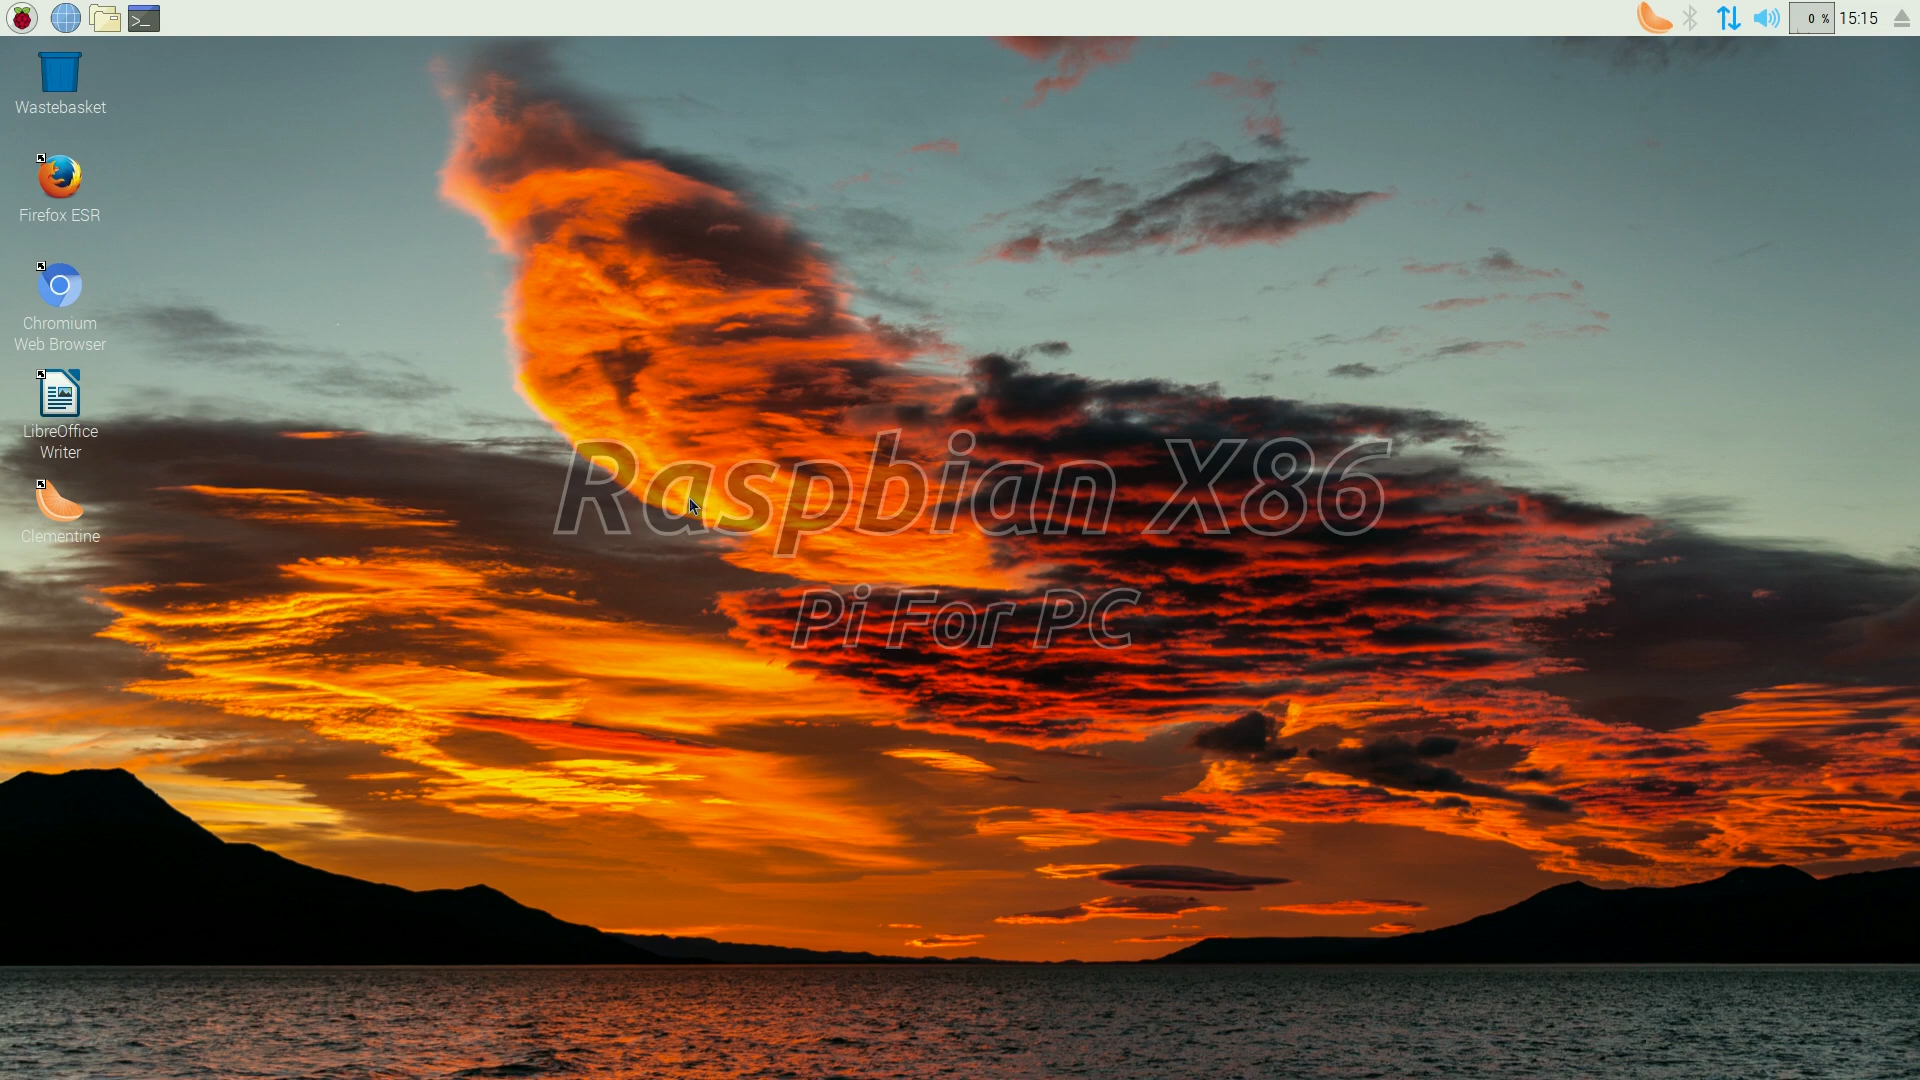 >_
0 %
15:15
Wastebasket
Firefox ESR
Chromium
Web Browser
LibreOffice
Writer
Clementine
Raspbian X86
Pi For PC